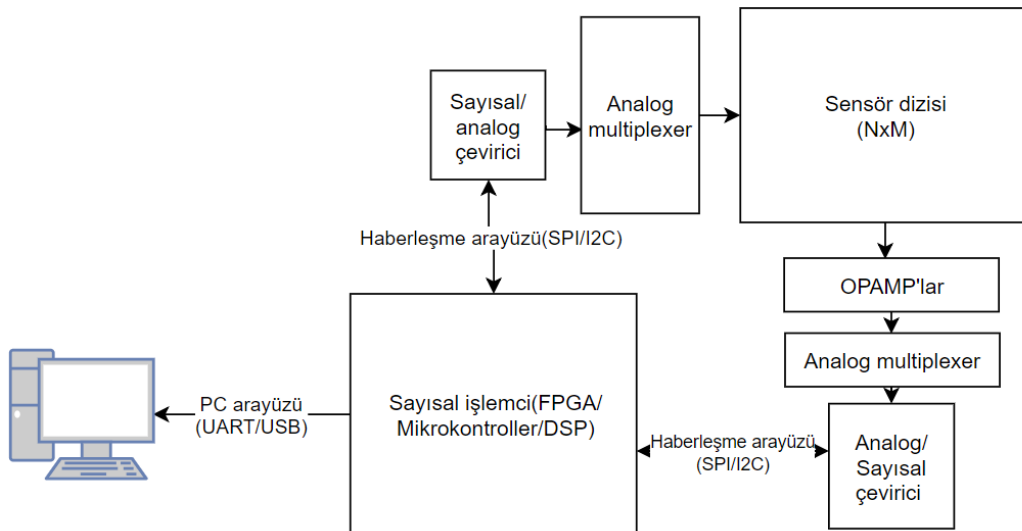 Sayısal/
analog
çevirici
Analog
multiplexer
Sensör dizisi
(NxM)
Haberleşme arayüzü(SPI/I2C)
OPAMP'lar
Analog multiplexer
PC arayüzü
(UART/USB)
Sayısal işlemci(FPGA/
Mikrokontroller/DSP)
Haberleşme arayüzü
(SPI/I2C)
Analog/
Sayısal
çevirici